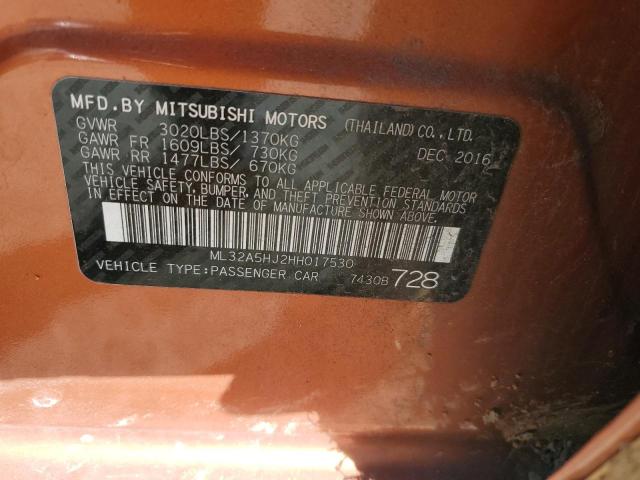 MFD.BY MITSUBISHI MOTORS (THAILAND) CO.,LTD.
GVWR 3020LBS/1370KG DEC 2016
GAWR FR 1609LBS/ 730KG
GAWR RR 1477LBS/ 670KG
THIS VEHICLE CONFORMS TO ALL APPLICABLE FEDERAL MOTOR
VEHICLE SAFETY, BUMPER, AND THEFT PREVENTION STANDARDS
IN EFFECT ON THE DATE OF MANUFACTURE SHOWN ABOVE.
ML32A5HJ2HH017530
VEHICLE TYPE:PASSENGER CAR 7430B 728